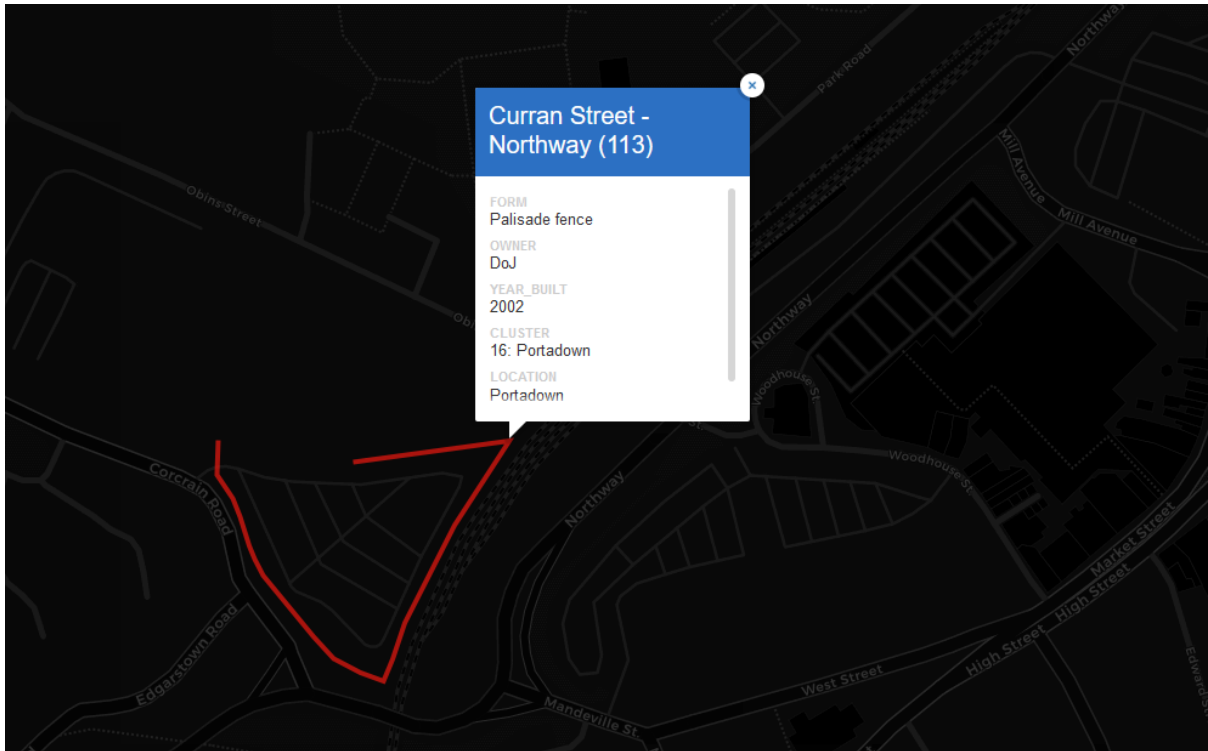 Northway
Park Road
×
Curran Street -
Northway (113)
FORM
Palisade fence
OWNER
DoJ
YEAR_BUILT
2002
CLUSTER
16: Portadown
LOCATION
Portadown
Obins Street
Mill Avenue
Mill Avenue
Northway
Woodhouse St.
Woodhouse St.
Corcrain Road
Northway
Market Street
High Street
High Street
Edgarstown Road
West Street
Mandeville St.